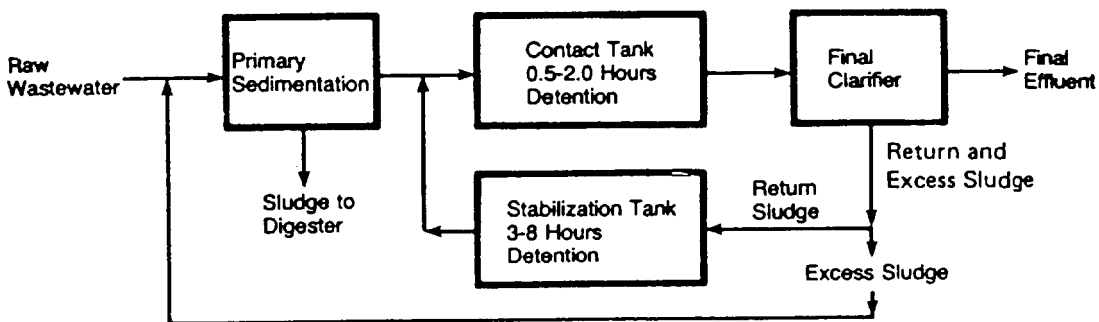 Raw
Wastewater
Primary
Sedimentation
Contact Tank
0.5-2.0 Hours
Detention
Final
Clarifier
Final
Effluent
Sludge to
Digester
Stabilization Tank
3-8 Hours
Detention
Return
Sludge
Return and
Excess Sludge
Excess Sludge